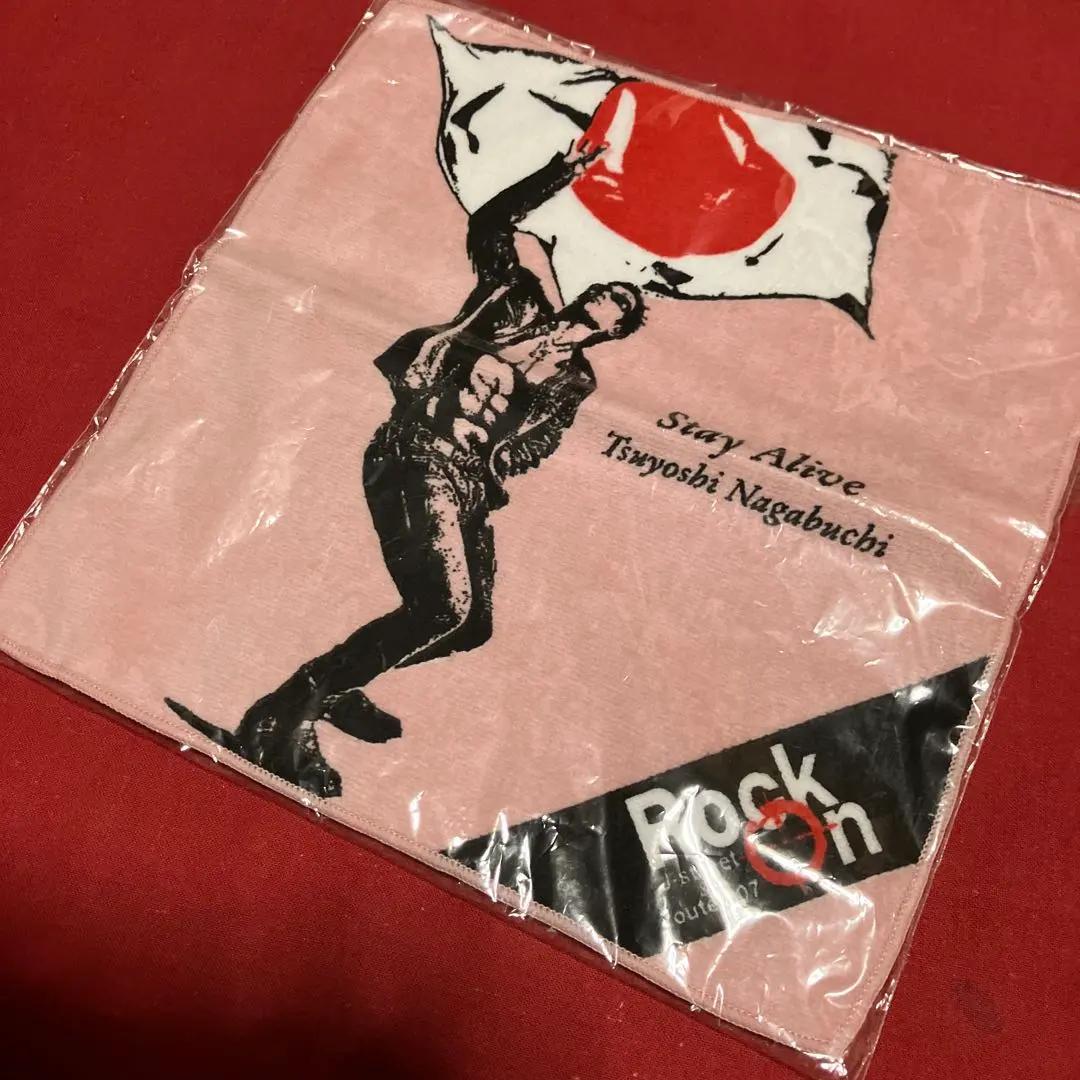 Stay Alive
Tsuyoshi Nagabuchi
Rock
On